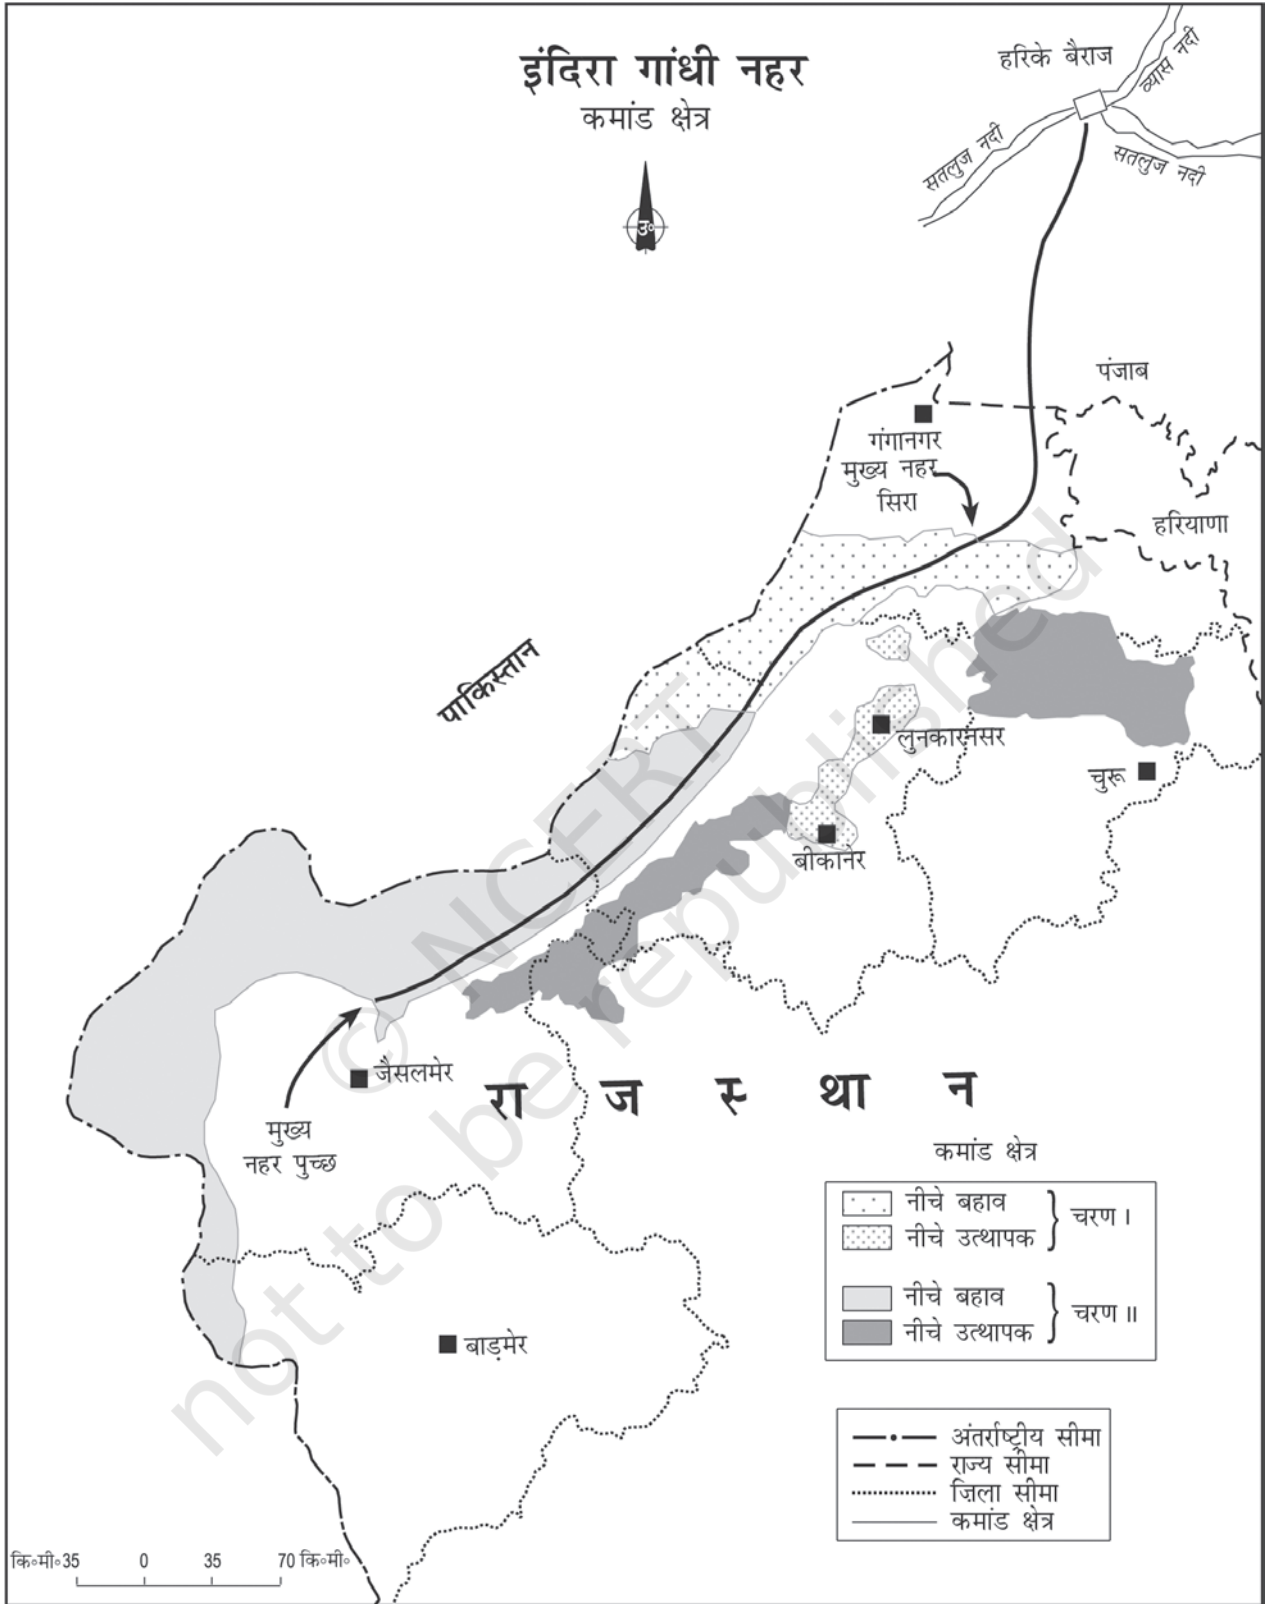 इंदिरा गांधी नहर
कमांड क्षेत्र
उ॰
हरिके बैराज
व्यास नदी
सतलुज नदी
सतलुज नदी
पंजाब
गंगानगर
मुख्य नहर
सिरा
हरियाणा
पाकिस्तान
लुनकारनसर
चुरू
बीकानेर
जैसलमेर
राजस्थान
मुख्य
नहर पुच्छ
बाड़मेर
कमांड क्षेत्र
नीचे बहाव
नीचे उत्थापक
चरण I
नीचे बहाव
नीचे उत्थापक
चरण II
अंतर्राष्ट्रीय सीमा
राज्य सीमा
ज़िला सीमा
कमांड क्षेत्र
कि॰मी॰35 0 35 70 कि॰मी॰
© NCERT
not to be republished